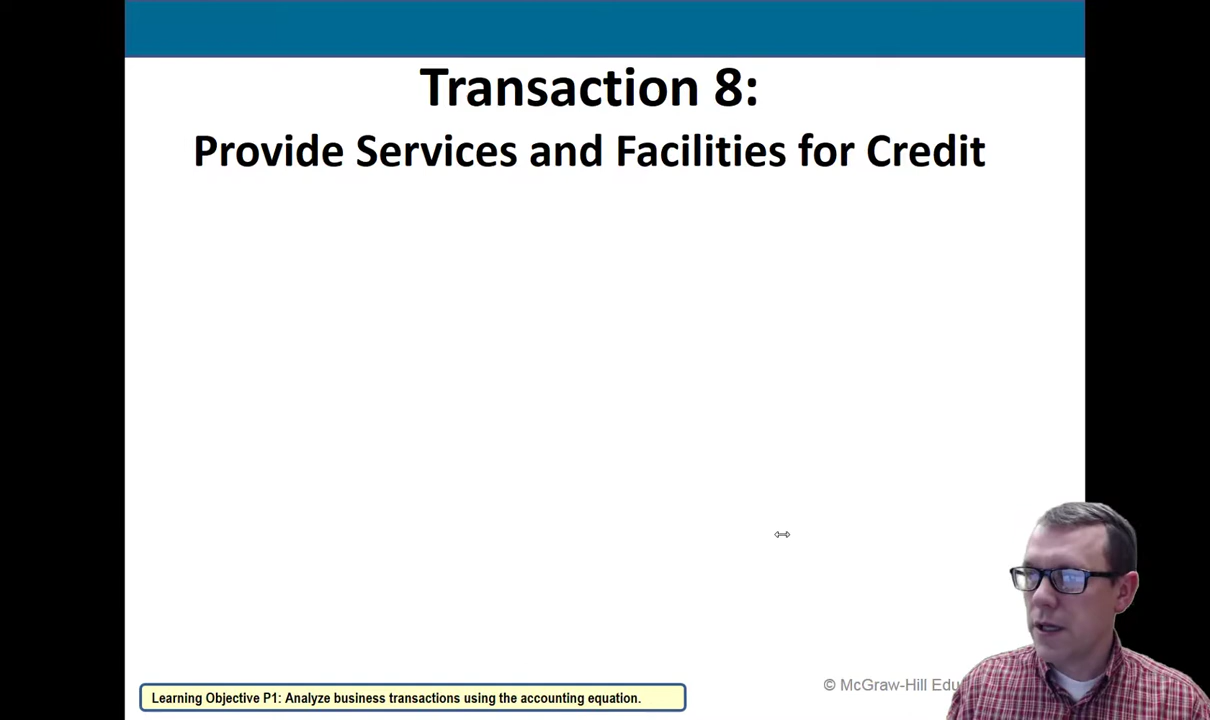 Transaction 8:
Provide Services and Facilities for Credit
Learning Objective P1: Analyze business transactions using the accounting equation.
© McGraw-Hill